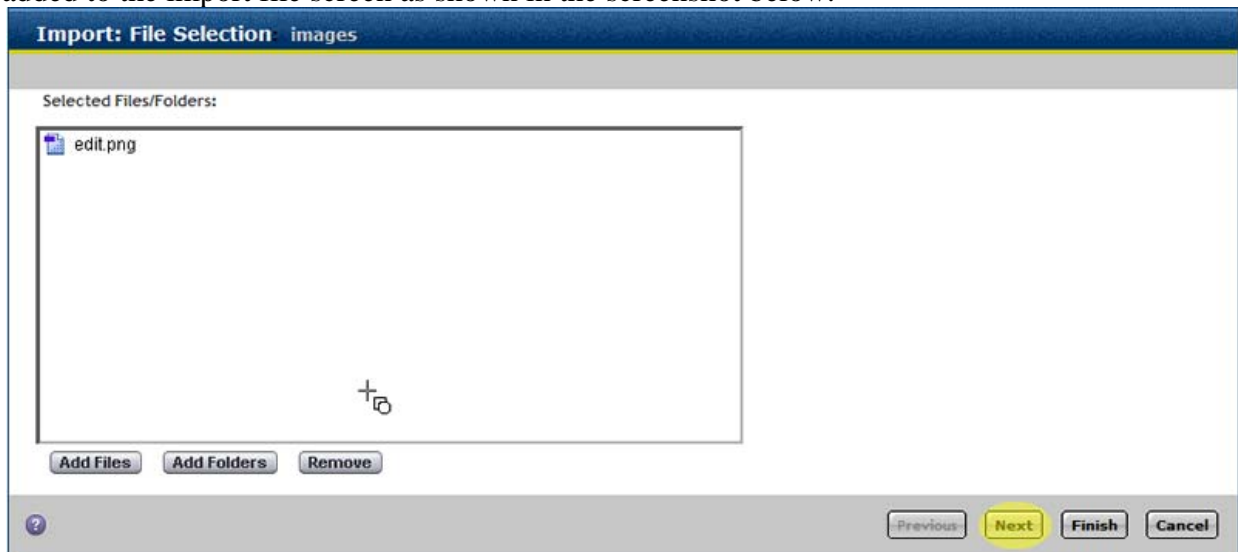 added to the import file screen as shown in the screenshot below.
Import: File Selection images
Selected Files/Folders:
edit.png
Add Files Add Folders Remove
? Previous Next Finish Cancel